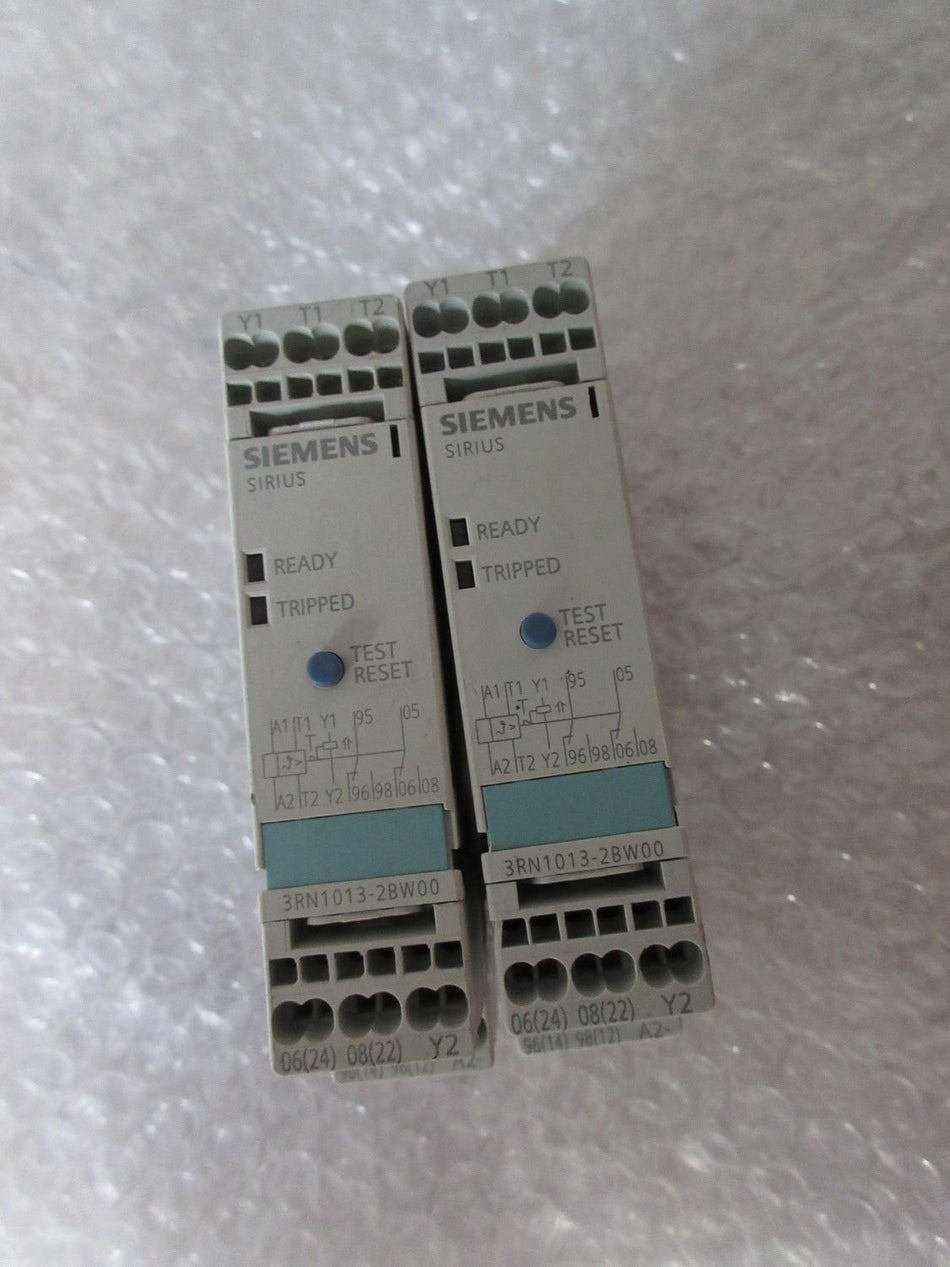 Y1 T1 T2
SIEMENS
SIRIUS
READY
TRIPPED
TEST
RESET
A1 T1 Y1 95 05
A2 T2 Y2 96 98 06 08
3RN1013-2BW00
06(24) 08(22) Y2
A2
Y1 T1 T2
SIEMENS
SIRIUS
READY
TRIPPED
TEST
RESET
A1 T1 Y1 95 05
A2 T2 Y2 96 98 06 08
3RN1013-2BW00
06(24) 08(22) Y2
96(14) 98(12) A2-